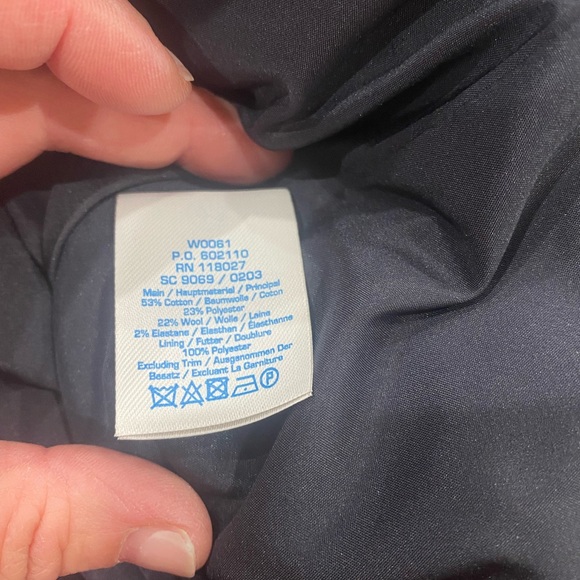 W0061
P.O. 602110
RN 118027
SC 9069 / 0203
Main / Hauptmaterial / Principal
53% Cotton / Baumwolle / Coton
23% Polyester
22% Wool / Wolle / Laine
2% Elastane / Elasthan / Élasthanne
Lining / Futter / Doublure
100% Polyester
Excluding Trim / Ausgenommen Der
Besatz / Excluant La Garniture
P